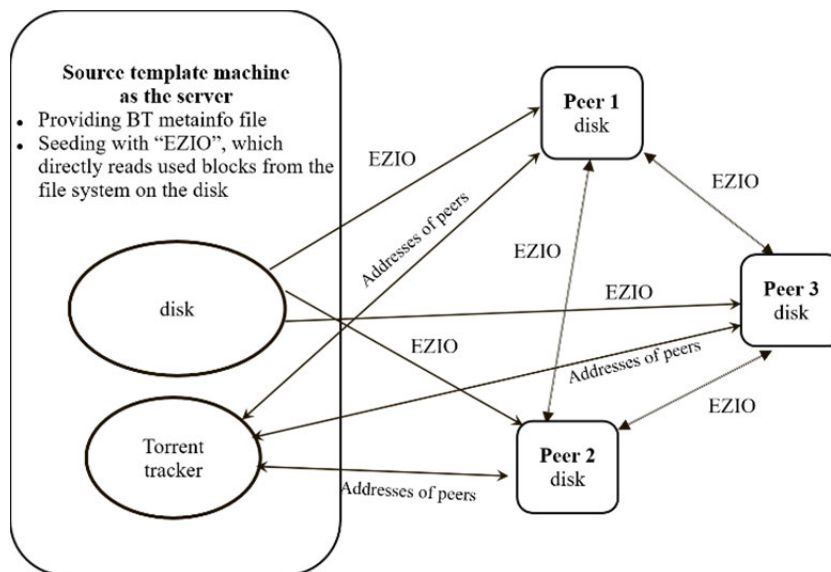 Source template machine
as the server
• Providing BT metainfo file
• Seeding with “EZIO”, which
directly reads used blocks from the
file system on the disk
disk
Torrent
tracker
EZIO
Addresses of peers
EZIO
EZIO
Addresses of peers
Addresses of peers
EZIO
EZIO
EZIO
Peer 1
disk
Peer 3
disk
Peer 2
disk